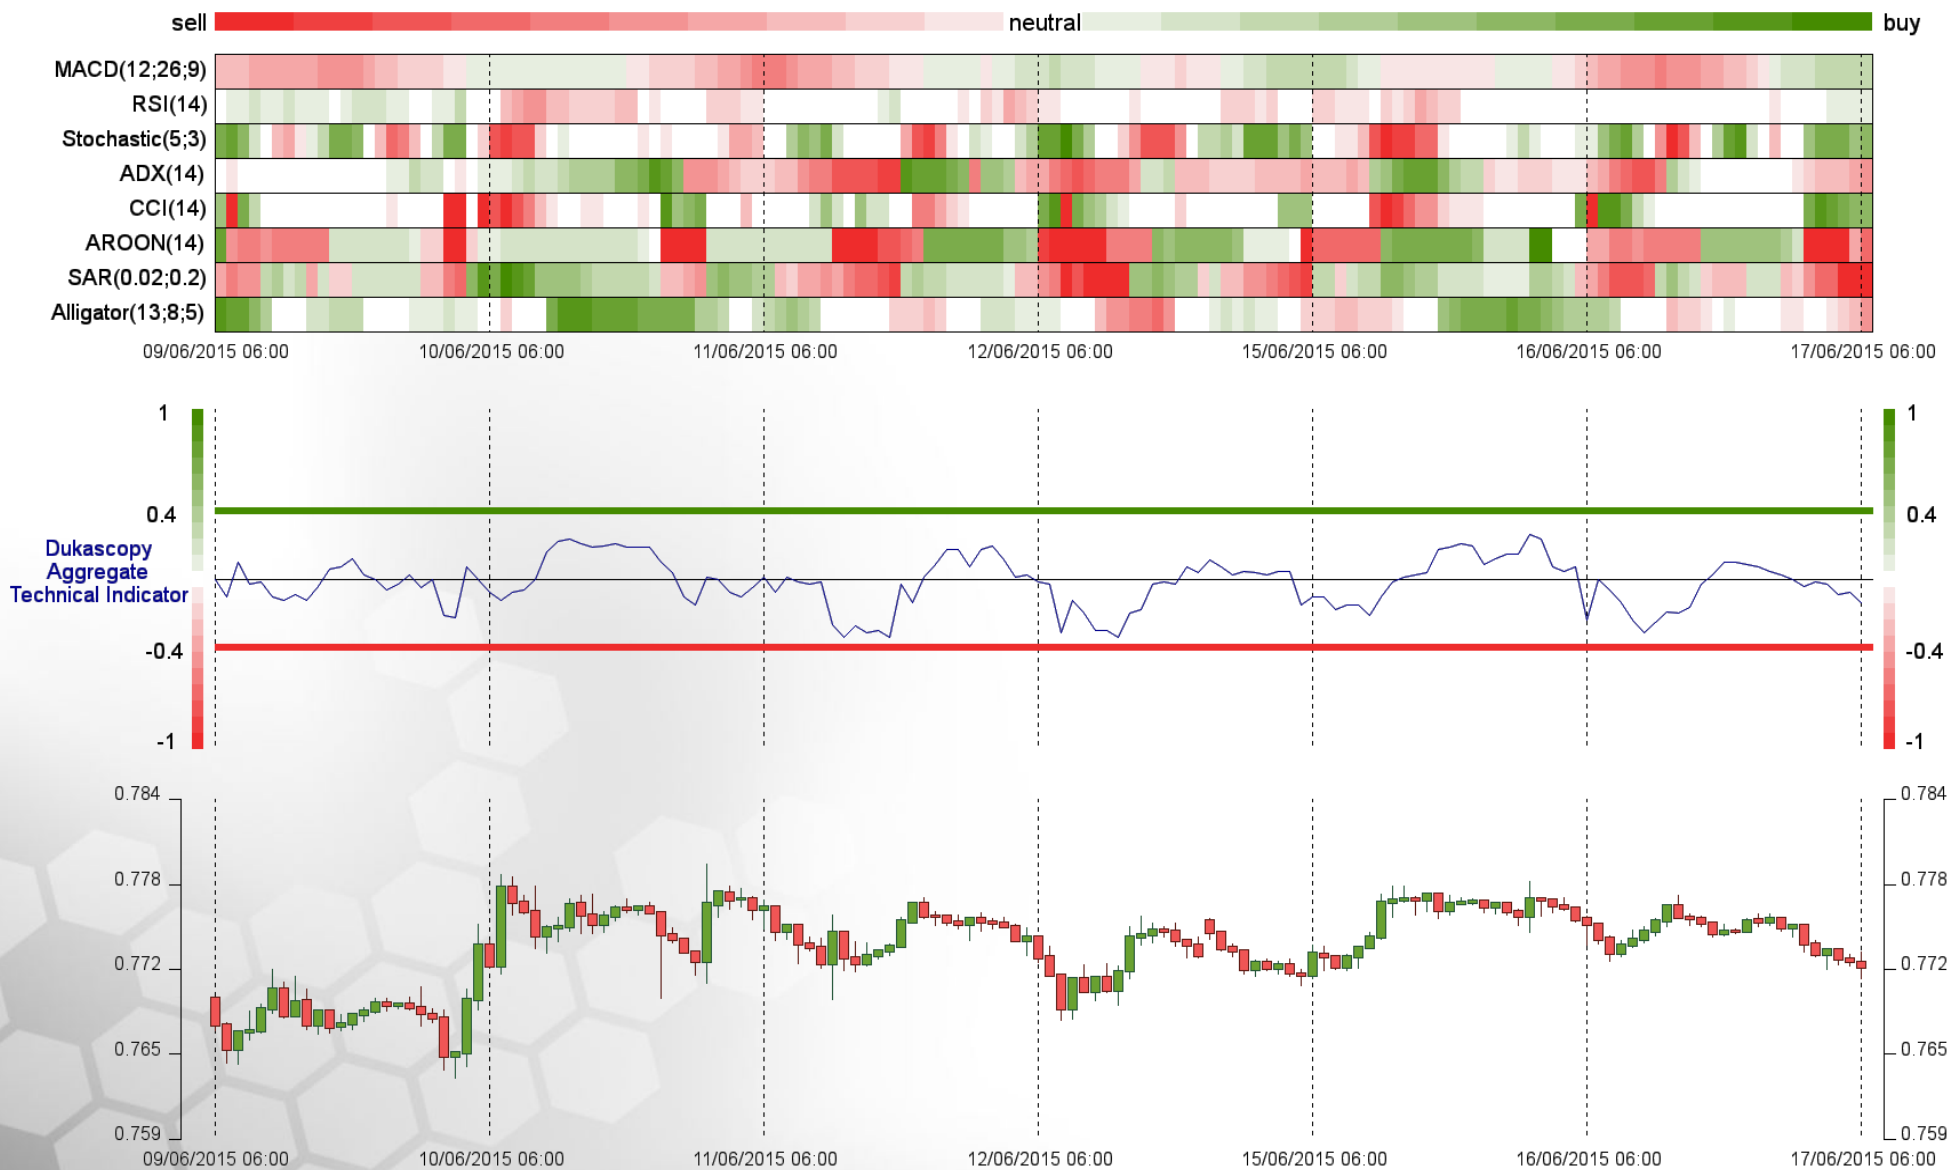 sell neutral buy
MACD(12;26;9)
RSI(14)
Stochastic(5;3)
ADX(14)
CCI(14)
AROON(14)
SAR(0.02;0.2)
Alligator(13;8;5)
09/06/2015 06:00 10/06/2015 06:00 11/06/2015 06:00 12/06/2015 06:00 15/06/2015 06:00 16/06/2015 06:00 17/06/2015 06:00
1 1
0.4 0.4
Dukascopy
Aggregate
Technical Indicator
-0.4 -0.4
-1 -1
0.784 0.784
0.778 0.778
0.772 0.772
0.765 0.765
0.759 0.759
09/06/2015 06:00 10/06/2015 06:00 11/06/2015 06:00 12/06/2015 06:00 15/06/2015 06:00 16/06/2015 06:00 17/06/2015 06:00